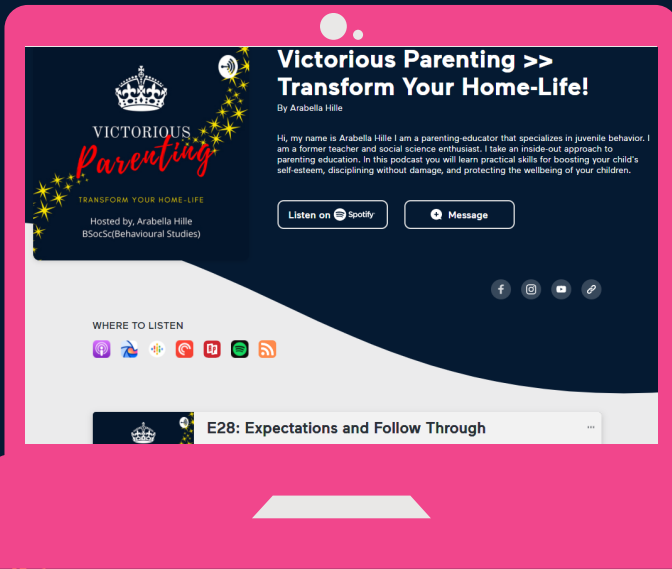 Victorious Parenting >>
Transform Your Home-Life!
By Arabella Hille
Hi, my name is Arabella Hille I am a parenting-educator that specializes in juvenile behavior. I
am a former teacher and social science enthusiast. I take an inside-out approach to
parenting education. In this podcast you will learn practical skills for boosting your child's
self-esteem, disciplining without damage, and protecting the wellbeing of your children.
Listen on Spotify
Message
VICTORIOUS
Parenting
TRANSFORM YOUR HOME-LIFE
Hosted by, Arabella Hille
BSocSc(Behavioural Studies)
WHERE TO LISTEN
E28: Expectations and Follow Through